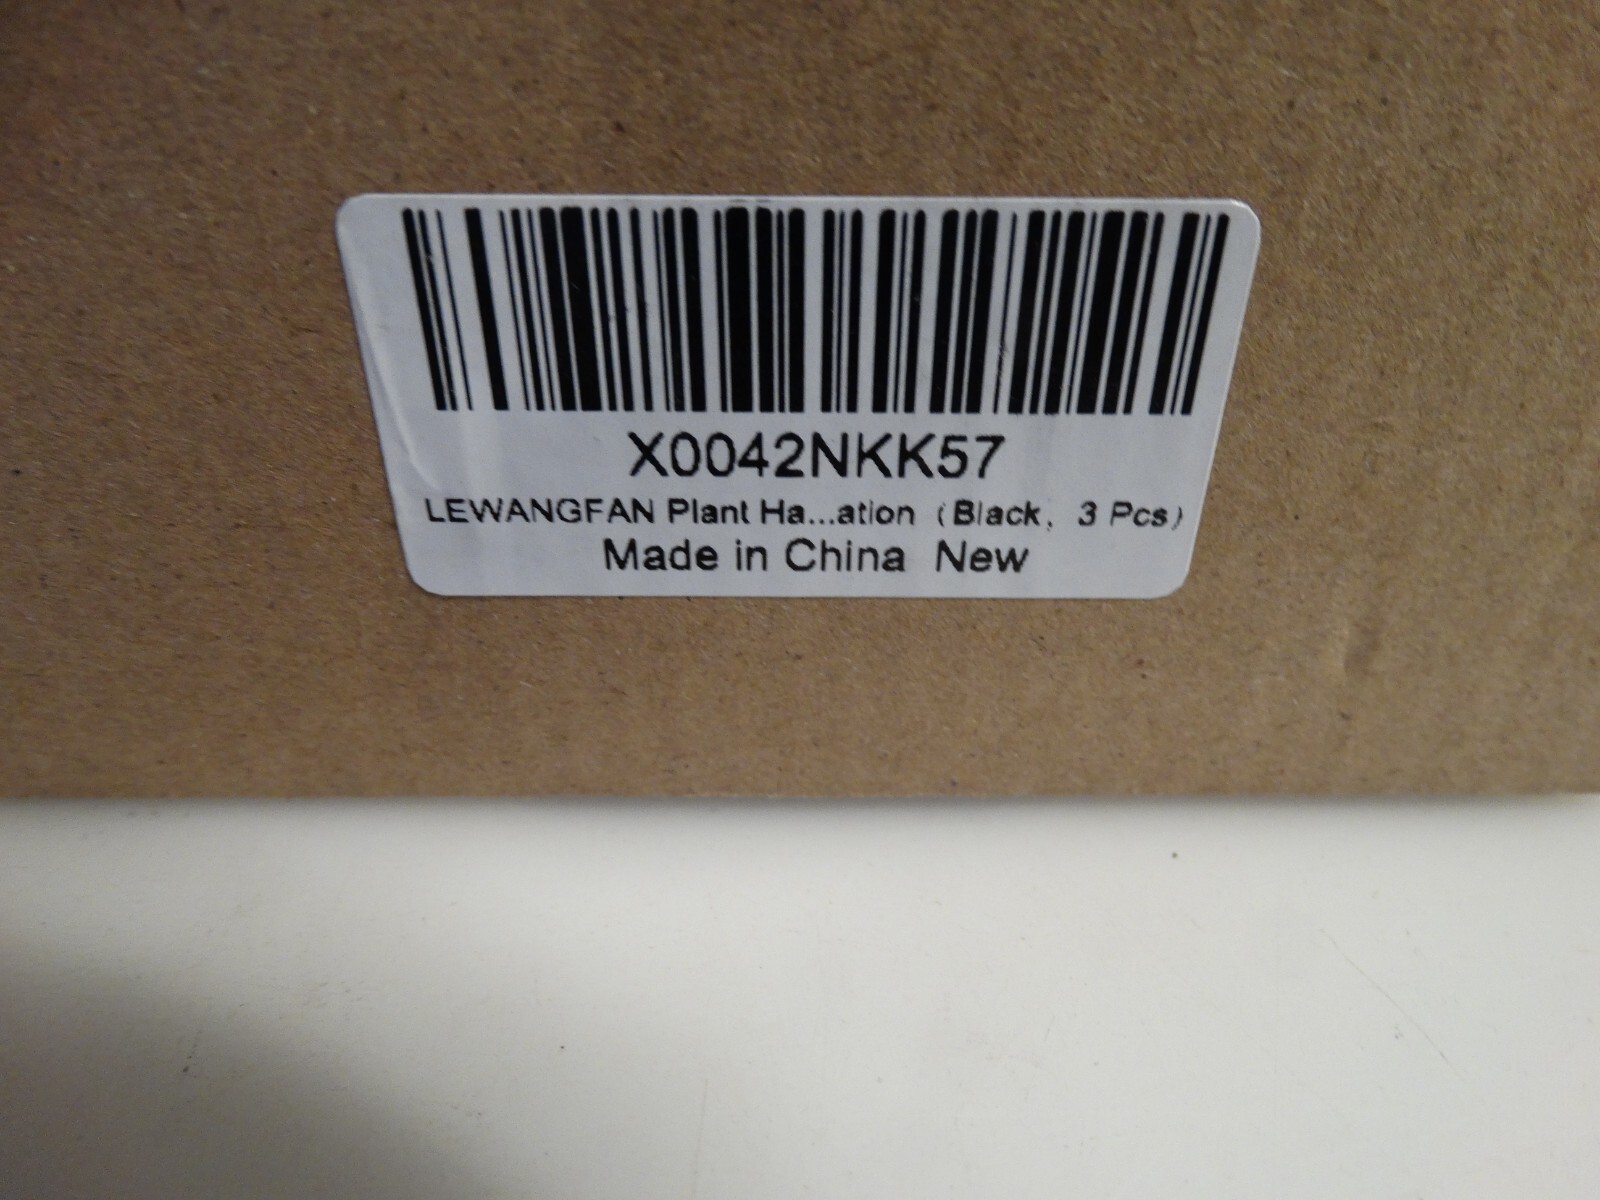 X0042NKK57
LEWANGFAN Plant Ha...ation (Black, 3 Pcs)
Made in China New